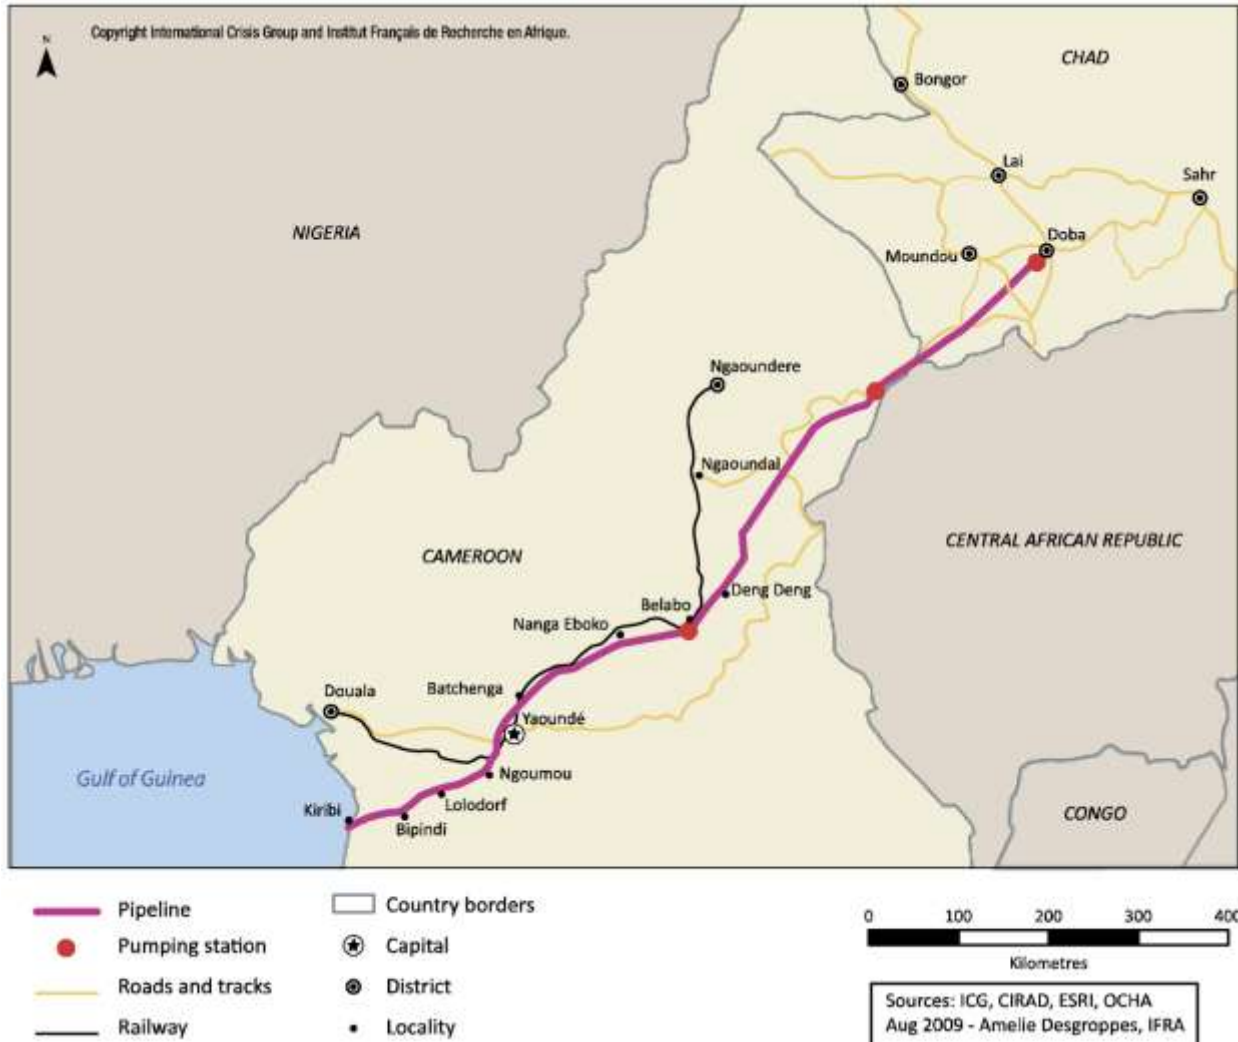 N
Copyright International Crisis Group and Institut Français de Recherche en Afrique.
CHAD
Bongor
Lai
Sahr
NIGERIA
Doba
Moundou
Ngaoundere
Ngaoundal
CENTRAL AFRICAN REPUBLIC
CAMEROON
Deng Deng
Belabo
Nanga Eboko
Batchenga
Douala
Yaoundé
Gulf of Guinea
Ngoumou
Lolodorf
Kiribi
Bipindi
CONGO
Pipeline
Pumping station
Roads and tracks
Railway
Country borders
Capital
District
Locality
0 100 200 300 400
Kilometres
Sources: ICG, CIRAD, ESRI, OCHA
Aug 2009 - Amelie Desgroppes, IFRA